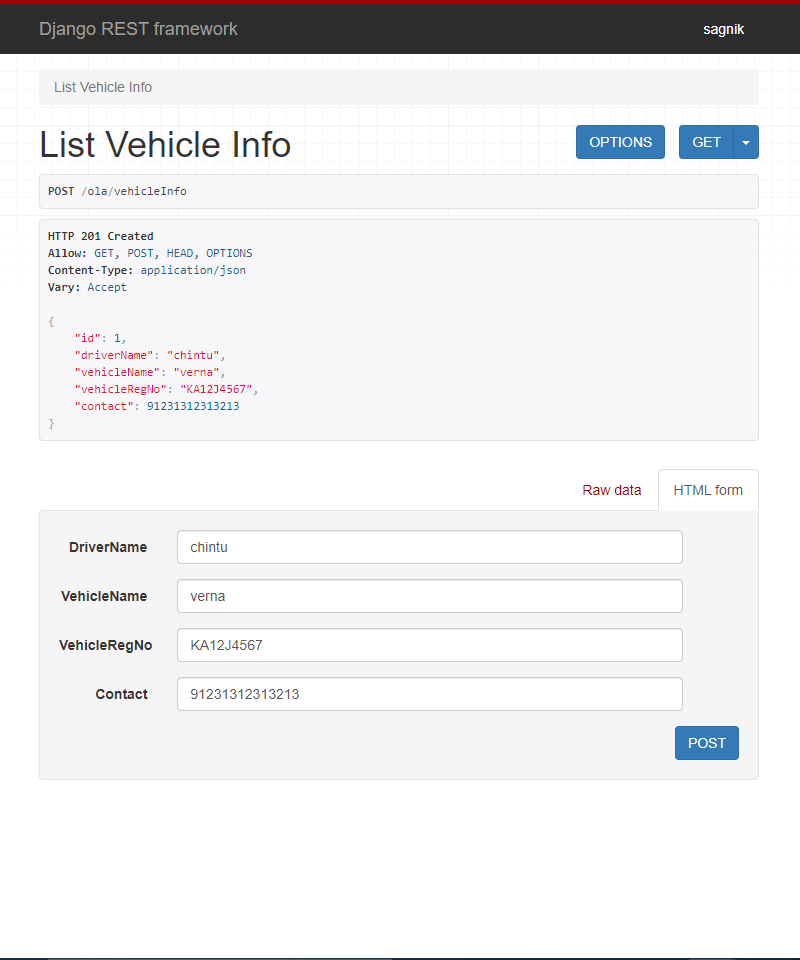 Django REST framework
sagnik
List Vehicle Info
List Vehicle Info
OPTIONS
GET
POST /ola/vehicleInfo
HTTP 201 Created
Allow: GET, POST, HEAD, OPTIONS
Content-Type: application/json
Vary: Accept
{
"id": 1,
"driverName": "chintu",
"vehicleName": "verna",
"vehicleRegNo": "KA12J4567",
"contact": 91231312313213
}
Raw data
HTML form
DriverName
chintu
VehicleName
verna
VehicleRegNo
KA12J4567
Contact
91231312313213
POST